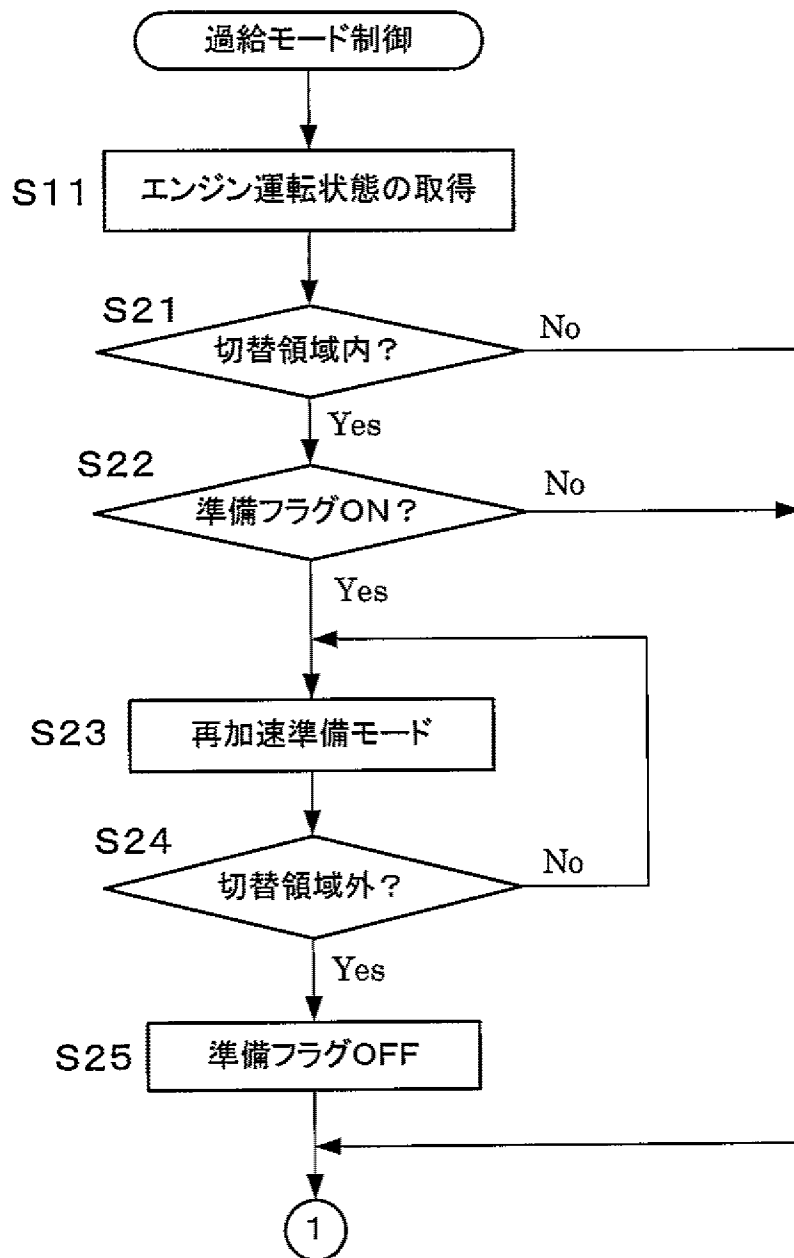 過給モード制御
S11
エンジン運転状態の取得
S21
切替領域内?
No
Yes
S22
準備フラグON?
No
Yes
S23
再加速準備モード
S24
切替領域外?
No
Yes
S25
準備フラグOFF
1